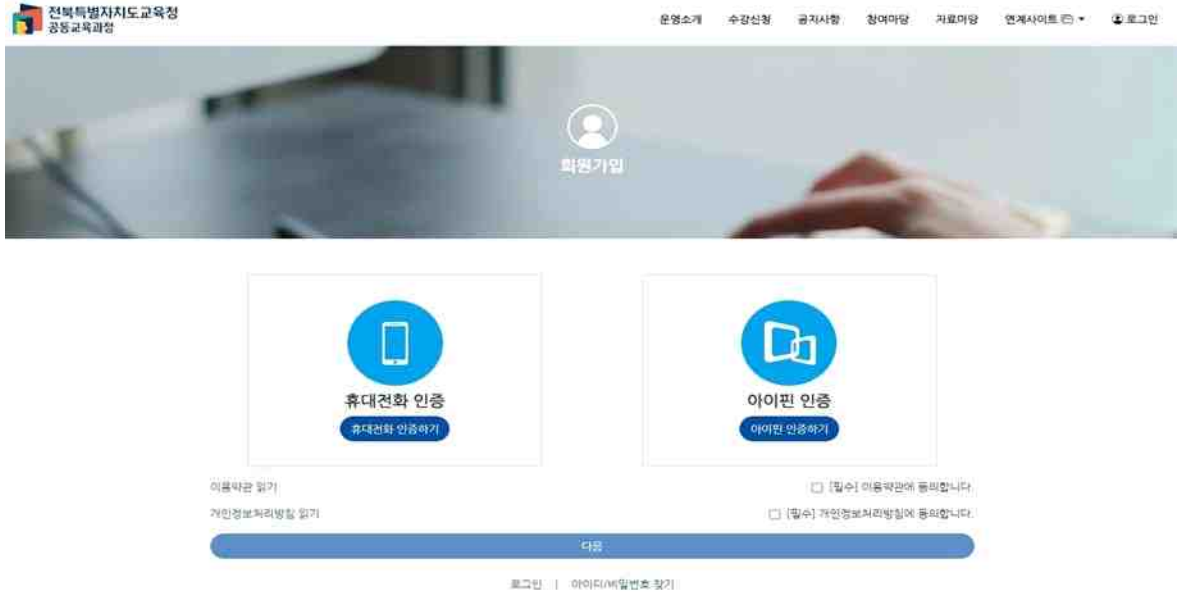 전북특별자치도교육청
공동교육과정
운영소개 수강신청 공지사항 참여마당 자료마당 연계사이트 로그인
회원가입
휴대전화 인증
휴대전화 인증하기
아이핀 인증
아이핀 인증하기
이용약관 읽기
[필수] 이용약관에 동의합니다.
개인정보처리방침 읽기
[필수] 개인정보처리방침에 동의합니다.
다음
로그인 | 아이디/비밀번호 찾기